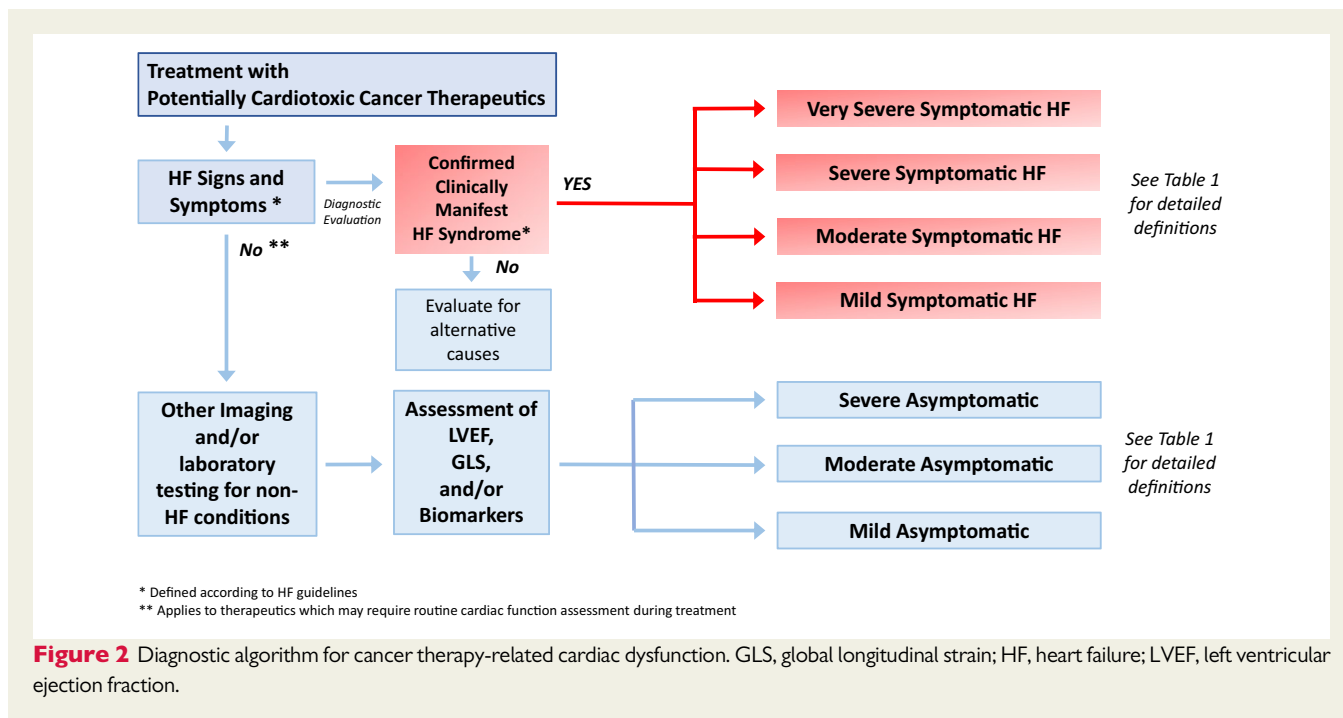 Treatment with
Potentially Cardiotoxic Cancer Therapeutics
HF Signs and
Symptoms *
Diagnostic
Evaluation
Confirmed
Clinically
Manifest
HF Syndrome*
YES
Very Severe Symptomatic HF
Severe Symptomatic HF
Moderate Symptomatic HF
Mild Symptomatic HF
See Table 1
for detailed
definitions
No **
No
Evaluate for
alternative
causes
Other Imaging
and/or
laboratory
testing for non-
HF conditions
Assessment of
LVEF,
GLS,
and/or
Biomarkers
Severe Asymptomatic
Moderate Asymptomatic
Mild Asymptomatic
See Table 1
for detailed
definitions
* Defined according to HF guidelines
** Applies to therapeutics which may require routine cardiac function assessment during treatment
Figure 2 Diagnostic algorithm for cancer therapy-related cardiac dysfunction. GLS, global longitudinal strain; HF, heart failure; LVEF, left ventricular
ejection fraction.